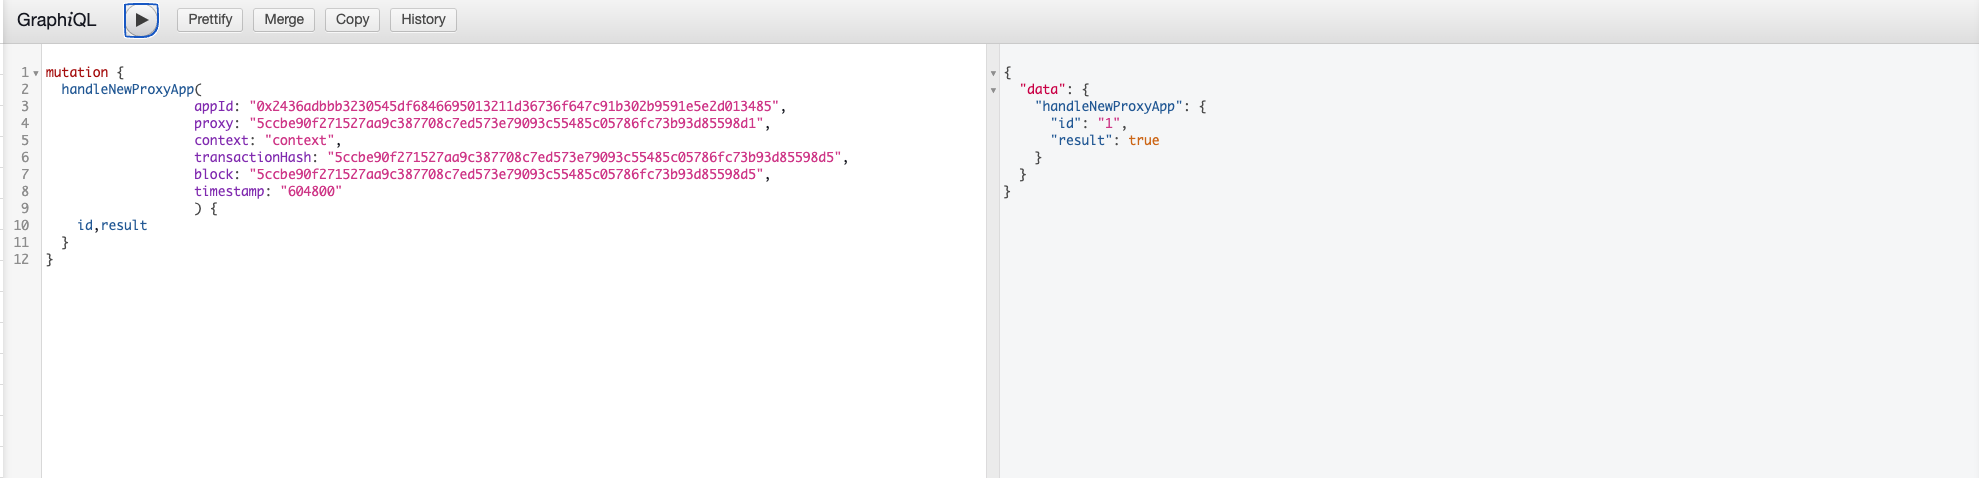 GraphiQL Prettify Merge Copy History
1 mutation {
2 handleNewProxyApp(
3 appId: "0x2436adbbb3230545df6846695013211d36736f647c91b302b9591e5e2d013485",
4 proxy: "5ccbe90f271527aa9c387708c7ed573e79093c55485c05786fc73b93d85598d1",
5 context: "context",
6 transactionHash: "5ccbe90f271527aa9c387708c7ed573e79093c55485c05786fc73b93d85598d5",
7 block: "5ccbe90f271527aa9c387708c7ed573e79093c55485c05786fc73b93d85598d5",
8 timestamp: "604800"
9 ) {
10 id,result
11 }
12 }
{
"data": {
"handleNewProxyApp": {
"id": "1",
"result": true
}
}
}